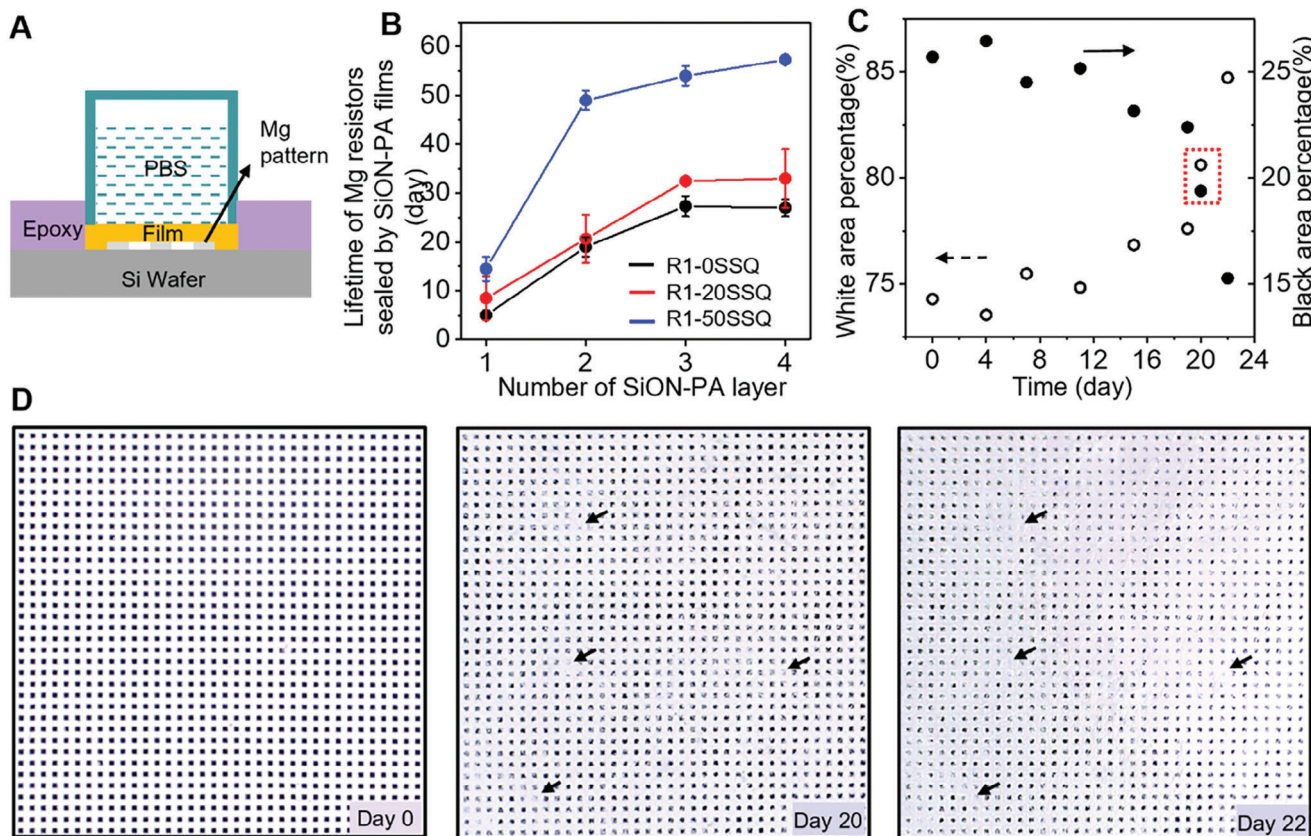 A
PBS
Mg
pattern
Epoxy
Film
Si Wafer
B
Lifetime of Mg resistors
sealed by SiON-PA films
(day)
60
50
40
30
20
10
0
R1-0SSQ
R1-20SSQ
R1-50SSQ
1 2 3 4
Number of SiON-PA layer
C
White area percentage(%)
85
80
75
25
20
15
Black area percentage(%)
0 4 8 12 16 20 24
Time (day)
D
Day 0
Day 20
Day 22